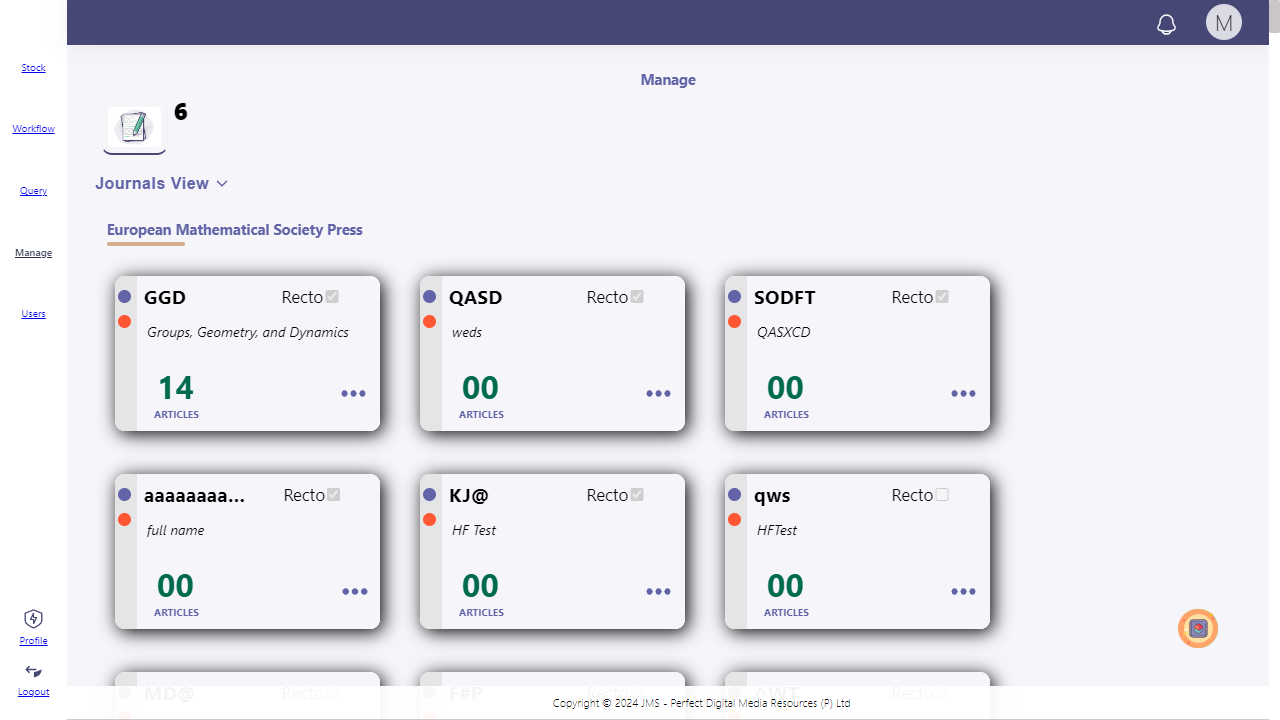 M
Stock
Workflow
Query
Manage
Users
Profile
Logout
Manage
6
Journals View
European Mathematical Society Press
GGD Recto
Groups, Geometry, and Dynamics
14
ARTICLES
QASD Recto
weds
00
ARTICLES
SODFT Recto
QASXCD
00
ARTICLES
aaaaaaaa... Recto
full name
00
ARTICLES
KJ@ Recto
HF Test
00
ARTICLES
qws Recto
HFTest
00
ARTICLES
MD@ Recto
F#P Recto
Recto
Copyright © 2024 JMS - Perfect Digital Media Resources (P) Ltd